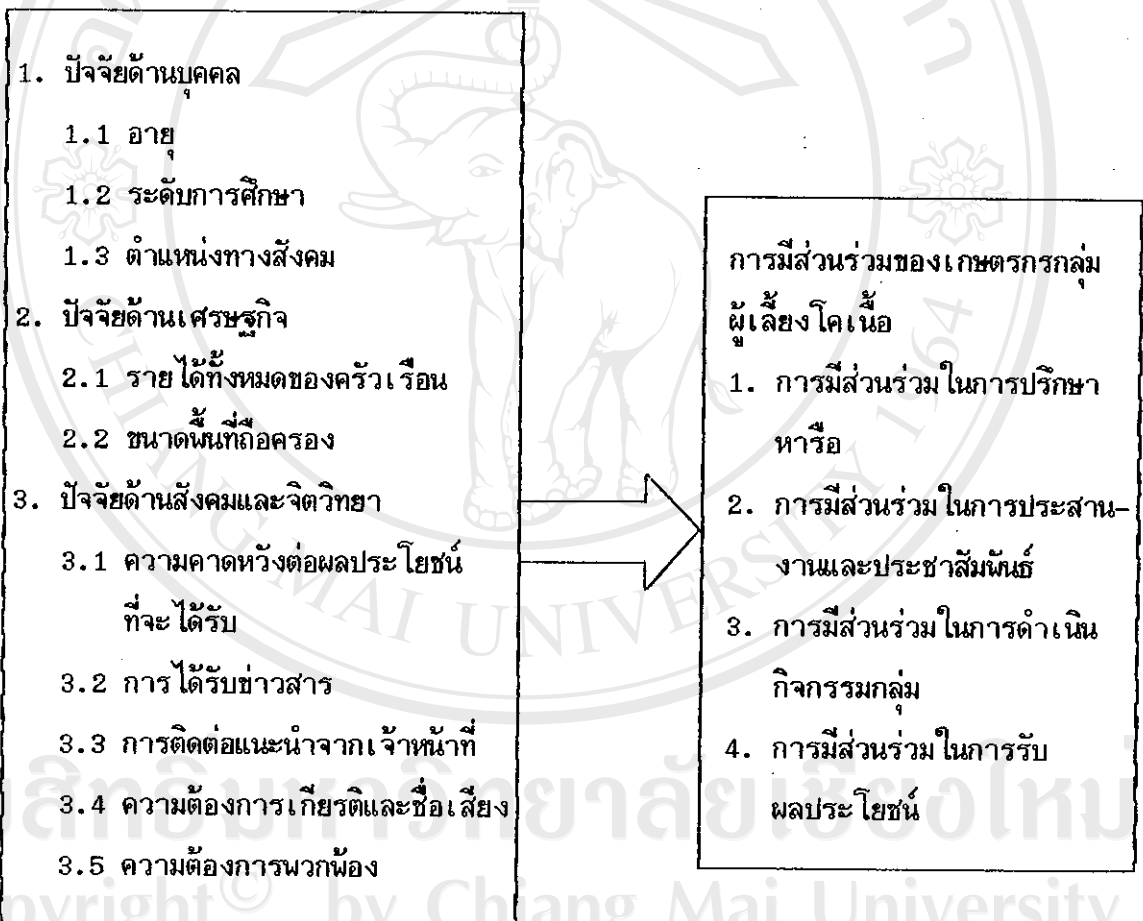 1. ปัจจัยด้านบุคคล
1.1 อายุ
1.2 ระดับการศึกษา
1.3 ตำแหน่งทางสังคม
2. ปัจจัยด้านเศรษฐกิจ
2.1 รายได้ทั้งหมดของครัวเรือน
2.2 ขนาดพื้นที่ถือครอง
3. ปัจจัยด้านสังคมและจิตวิทยา
3.1 ความคาดหวังต่อผลประโยชน์
ที่จะได้รับ
3.2 การได้รับข่าวสาร
3.3 การติดต่อแนะนำจากเจ้าหน้าที่
3.4 ความต้องการเกียรติและชื่อเสียง
3.5 ความต้องการพวกพ้อง
การมีส่วนร่วมของเกษตรกรกลุ่ม
ผู้เลี้ยงโคเนื้อ
1. การมีส่วนร่วมในการปรึกษา
หารือ
2. การมีส่วนร่วมในการประสาน-
งานและประชาสัมพันธ์
3. การมีส่วนร่วมในการดำเนิน
กิจกรรมกลุ่ม
4. การมีส่วนร่วมในการรับ
ผลประโยชน์
CHIANG MAI UNIVERSITY 1964
สิทธิมหาวิทยาลัยเชียงใหม่
pyright© by Chiang Mai University